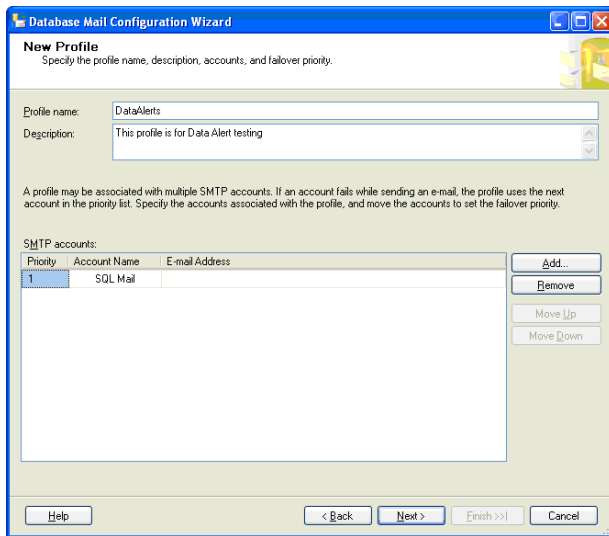 Database Mail Configuration Wizard
New Profile
Specify the profile name, description, accounts, and failover priority.
Profile name: DataAlerts
Description: This profile is for Data Alert testing
A profile may be associated with multiple SMTP accounts. If an account fails while sending an e-mail, the profile uses the next
account in the priority list. Specify the accounts associated with the profile, and move the accounts to set the failover priority.
SMTP accounts:
Priority Account Name E-mail Address
1 SQL Mail
Add...
Remove
Move Up
Move Down
Help < Back Next > Finish >>| Cancel